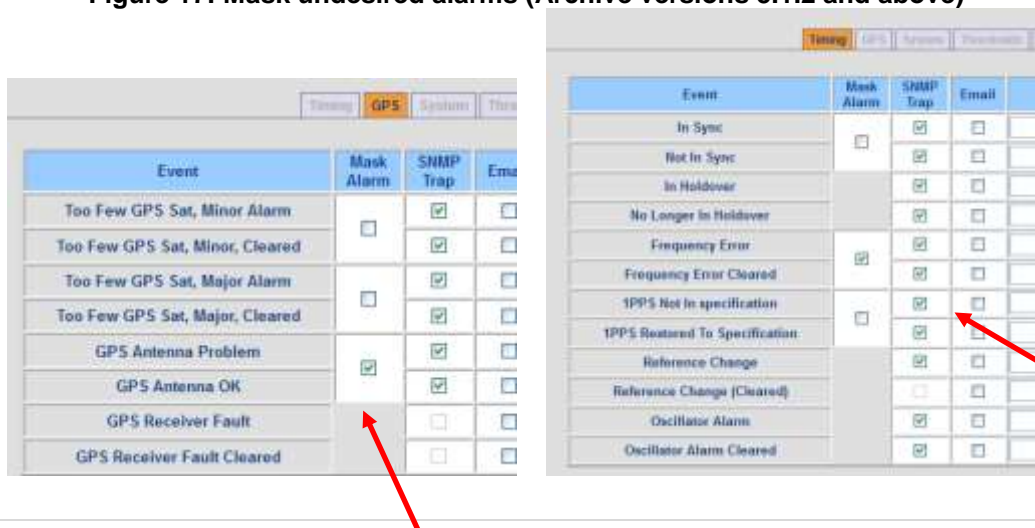 Figure 17: Mask undesired alarms (Archive versions 5.1.2 and above)
Timing GPS System
Event Mask Alarm SNMP Trap
Too Few GPS Sat, Minor Alarm
Too Few GPS Sat, Minor, Cleared
Too Few GPS Sat, Major Alarm
Too Few GPS Sat, Major, Cleared
GPS Antenna Problem
GPS Antenna OK
GPS Receiver Fault
GPS Receiver Fault Cleared
Timing GPS System Thresholds
Event Mask Alarm SNMP Trap Email
In Sync
Not In Sync
In Holdover
No Longer In Holdover
Frequency Error
Frequency Error Cleared
1PPS Not In specification
1PPS Restored To Specification
Reference Change
Reference Change (Cleared)
Oscillator Alarm
Oscillator Alarm Cleared